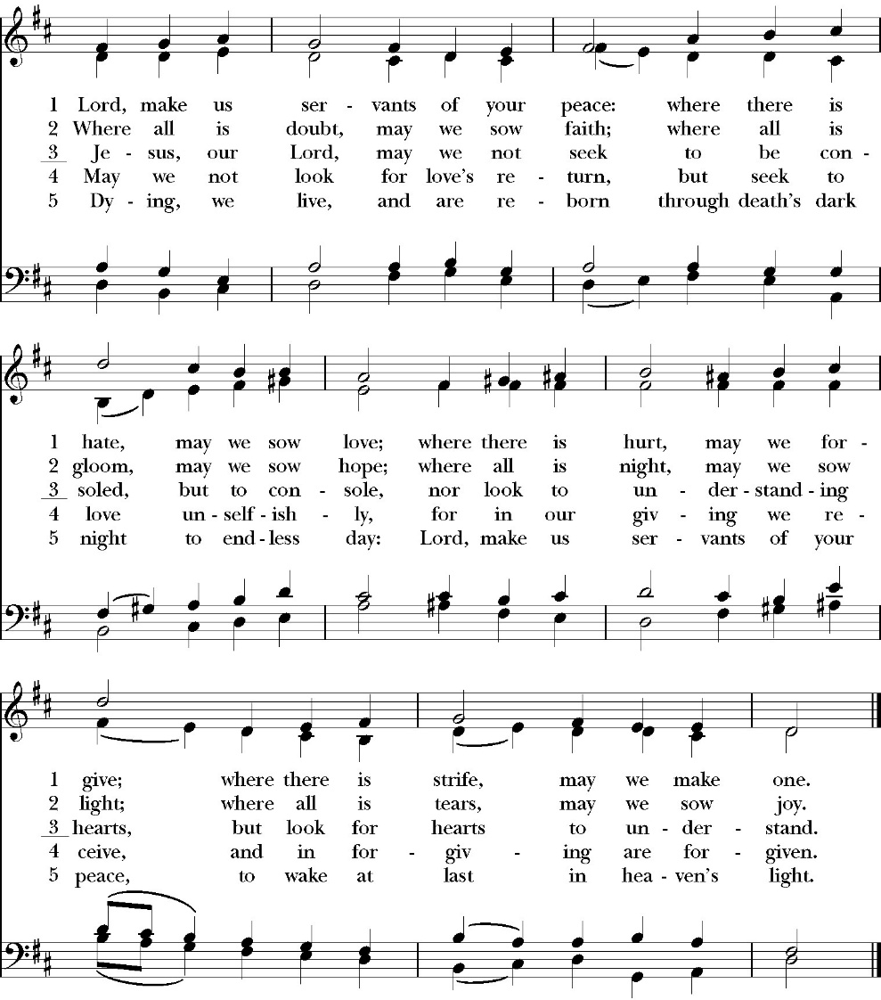 1 Lord, make us ser - vants of your peace: where there is
2 Where all is doubt, may we sow faith; where all is
3 Je - sus, our Lord, may we not seek to be con -
4 May we not look for love's re - turn, but seek to
5 Dy - ing, we live, and are re - born through death's dark
1 hate, may we sow love; where there is hurt, may we for -
2 gloom, may we sow hope; where all is night, may we sow
3 soled, but to con - sole, nor look to un - der - stand - ing
4 love un - self - ish - ly, for in our giv - ing we re -
5 night to end - less day: Lord, make us ser - vants of your
1 give; where there is strife, may we make one.
2 light; where all is tears, may we sow joy.
3 hearts, but look for hearts to un - der - stand.
4 ceive, and in for - giv - ing are for - given.
5 peace, to wake at last in hea - ven's light.